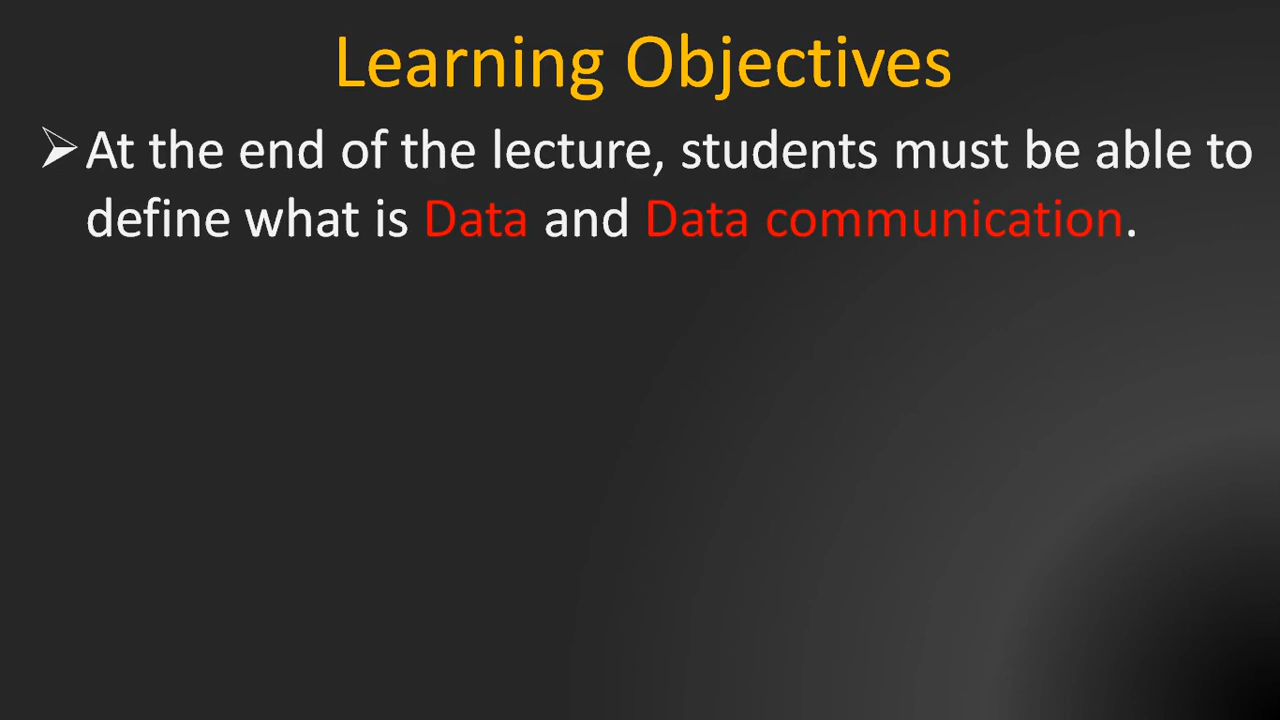 Learning Objectives
➢At the end of the lecture, students must be able to
define what is Data and Data communication.